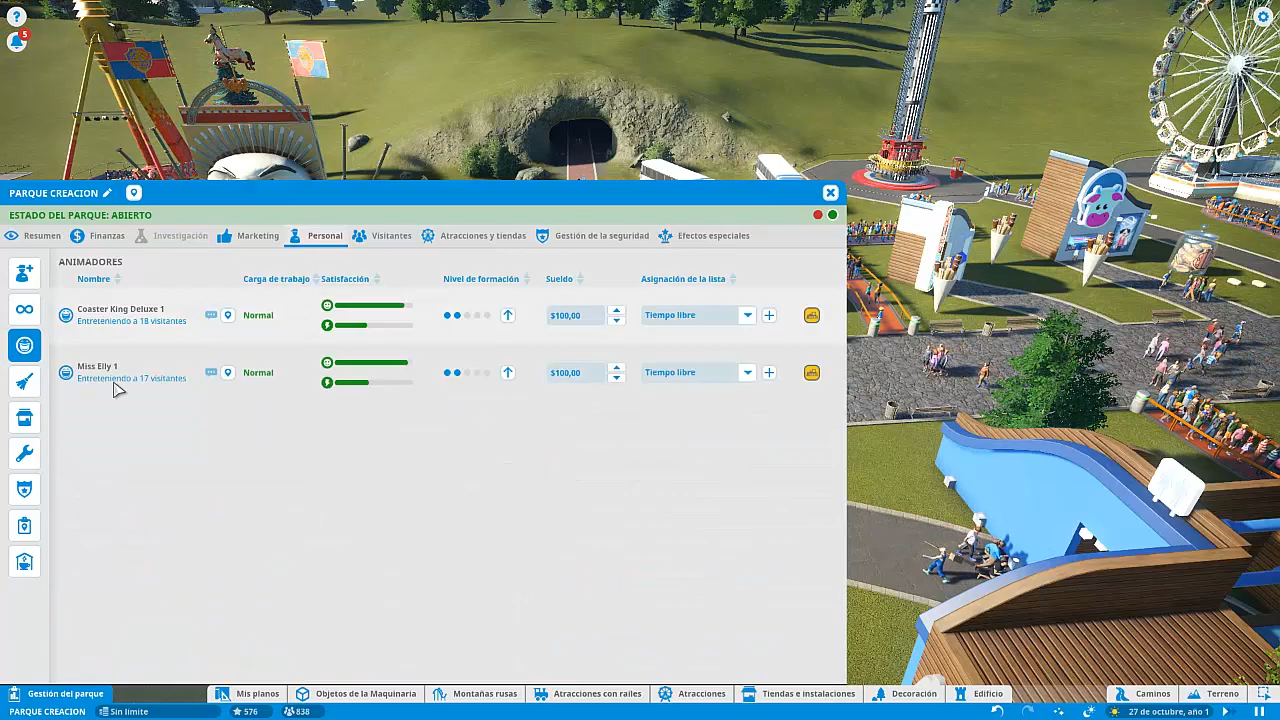 ?
5
PARQUE CREACION
ESTADO DEL PARQUE: ABIERTO
Resumen Finanzas Investigación Marketing Personal Visitantes Atracciones y tiendas Gestión de la seguridad Efectos especiales
ANIMADORES
Nombre Carga de trabajo Satisfacción Nivel de formación Sueldo Asignación de la lista
Coaster King Deluxe 1
Entreteniendo a 18 visitantes Normal $100,00 Tiempo libre
Miss Elly 1
Entreteniendo a 17 visitantes Normal $100,00 Tiempo libre
Gestión del parque Mis planos Objetos de la Maquinaria Montañas rusas Atracciones con raíles Atracciones Tiendas e instalaciones Decoración Edificio Caminos Terreno
PARQUE CREACION Sin límite 576 838 27 de octubre, año 1